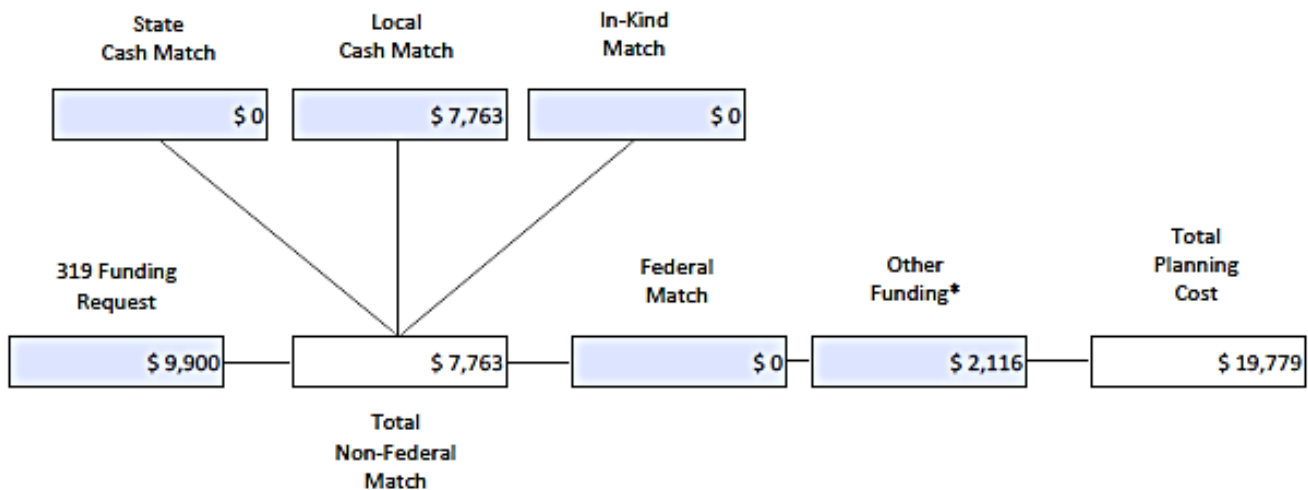 State
Cash Match
Local
Cash Match
In-Kind
Match
$ 0
$ 7,763
$ 0
319 Funding
Request
Federal
Match
Other
Funding*
Total
Planning
Cost
$ 9,900
$ 7,763
$ 0
$ 2,116
$ 19,779
Total
Non-Federal
Match